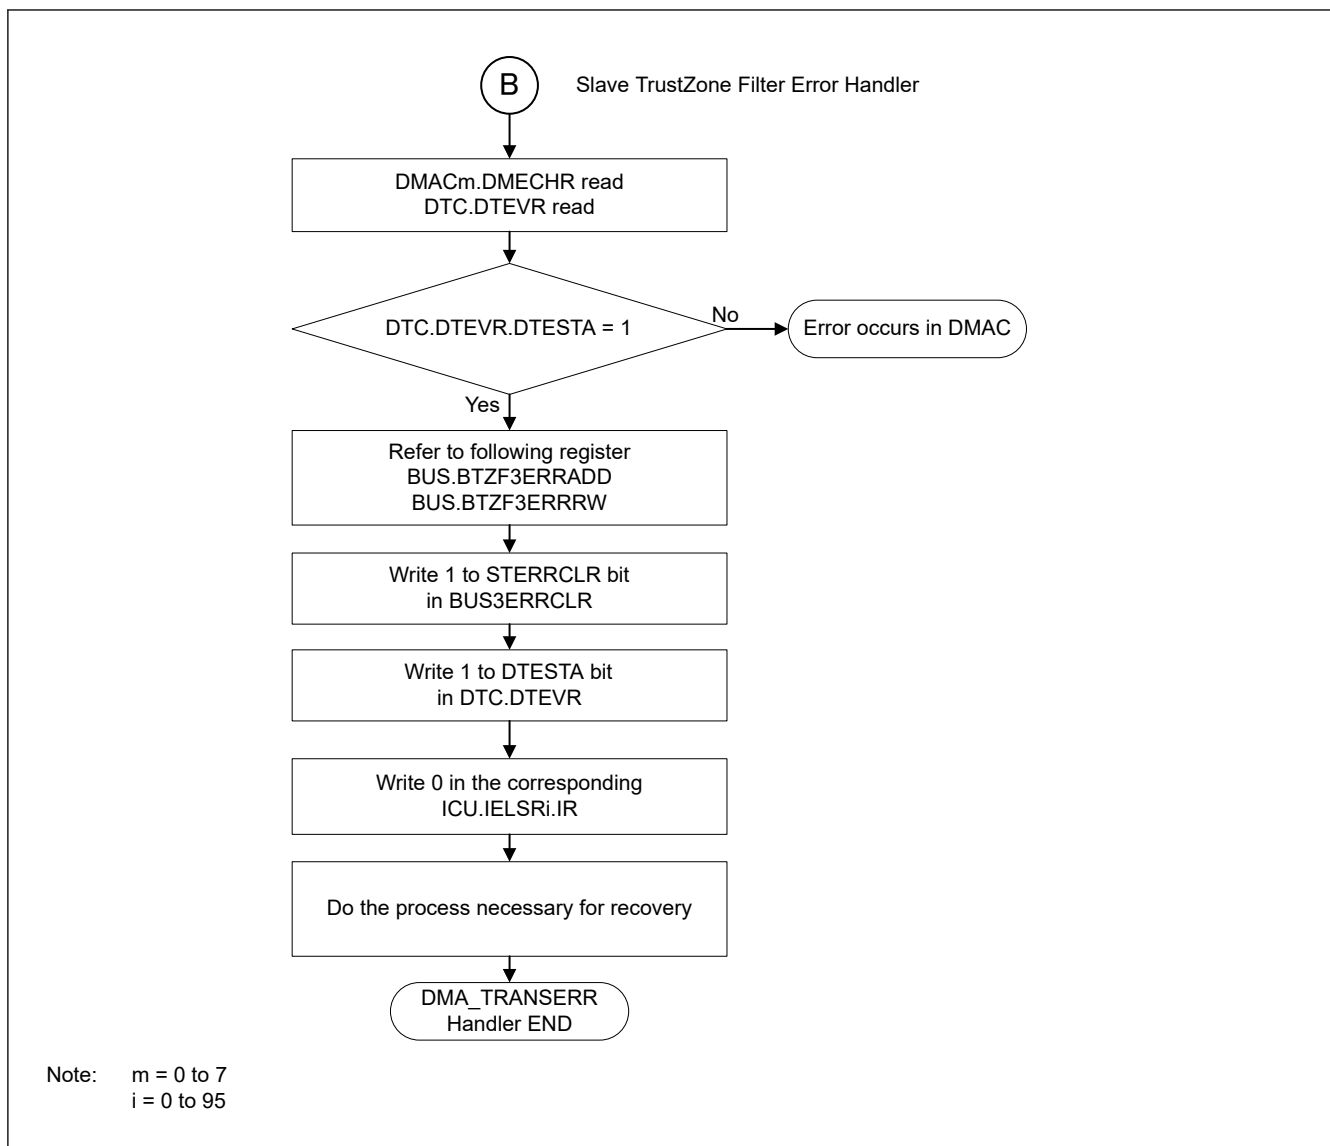 B
Slave TrustZone Filter Error Handler
DMACm.DMECHR read
DTC.DTEVR read
DTC.DTEVR.DTESTA = 1
No
Error occurs in DMAC
Yes
Refer to following register
BUS.BTZF3ERRADD
BUS.BTZF3ERRRW
Write 1 to STERRCLR bit
in BUS3ERRCLR
Write 1 to DTESTA bit
in DTC.DTEVR
Write 0 in the corresponding
ICU.IELSRi.IR
Do the process necessary for recovery
DMA_TRANSERR
Handler END
Note: m = 0 to 7
i = 0 to 95